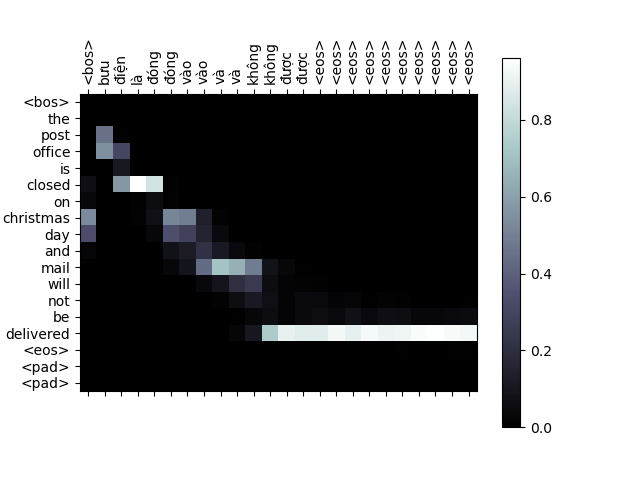 <bos>
bưu
điện
là
đóng
đóng
vào
vào
và
và
không
không
được
được
<eos>
<eos>
<eos>
<eos>
<eos>
<eos>
<eos>
<eos>
<eos>
<eos>
<bos>
the
post
office
is
closed
on
christmas
day
and
mail
will
not
be
delivered
<eos>
<pad>
<pad>
0.8
0.6
0.4
0.2
0.0